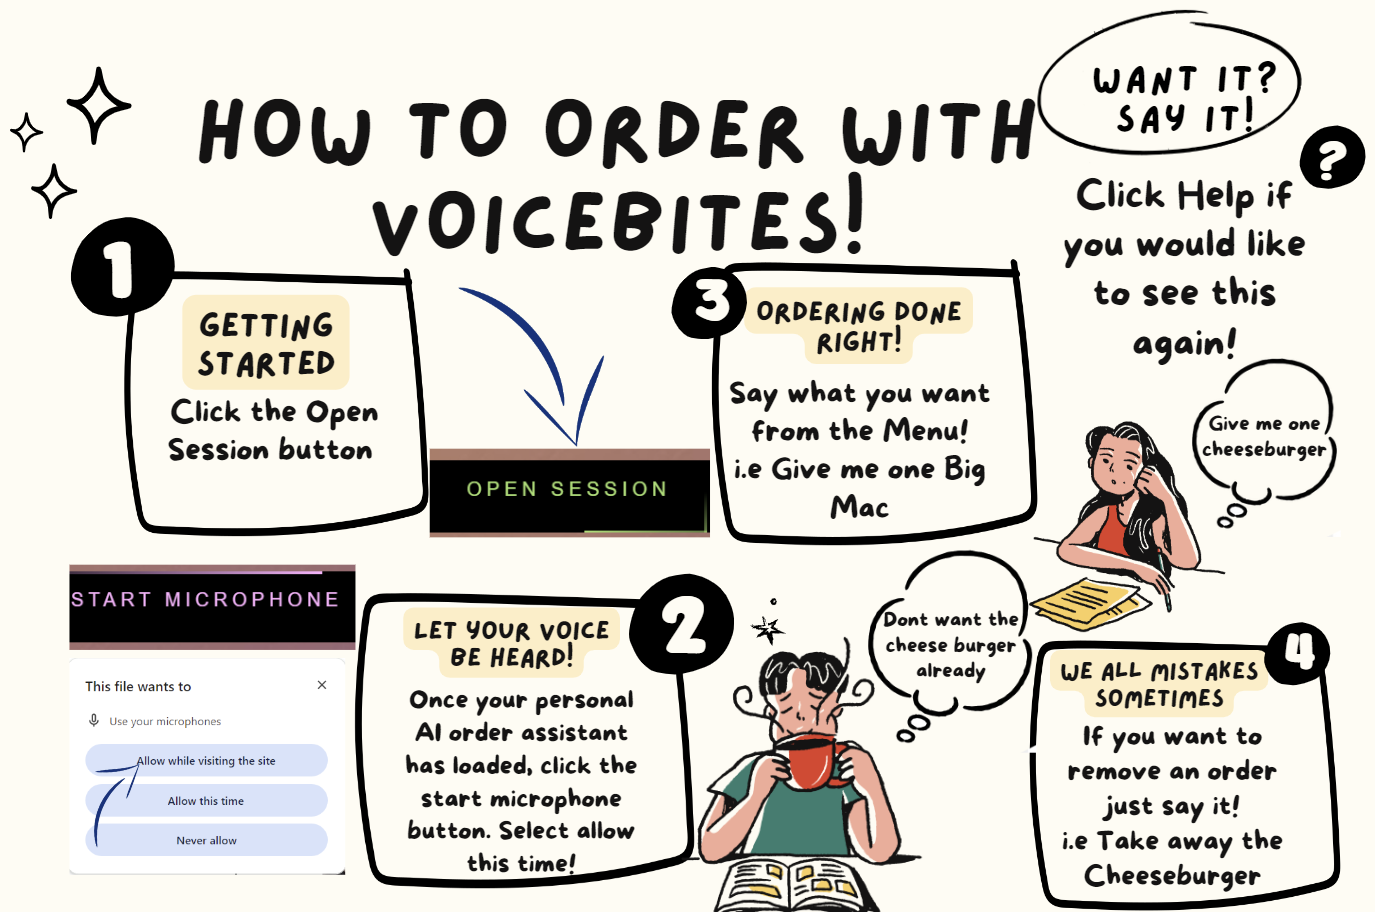 HOW TO ORDER WITH
VOICEBITES!
WANT IT?
SAY IT!
?
Click Help if
you would like
to see this
again!
1
GETTING
STARTED
Click the Open
Session button
OPEN SESSION
START MICROPHONE
This file wants to
×
Use your microphones
Allow while visiting the site
Allow this time
Never allow
2
LET YOUR VOICE
BE HEARD!
Once your personal
AI order assistant
has loaded, click the
start microphone
button. Select allow
this time!
3
ORDERING DONE
RIGHT!
Say what you want
from the Menu!
i.e Give me one Big
Mac
Give me one
cheeseburger
Dont want the
cheese burger
already
4
WE ALL MISTAKES
SOMETIMES
If you want to
remove an order
just say it!
i.e Take away the
Cheeseburger